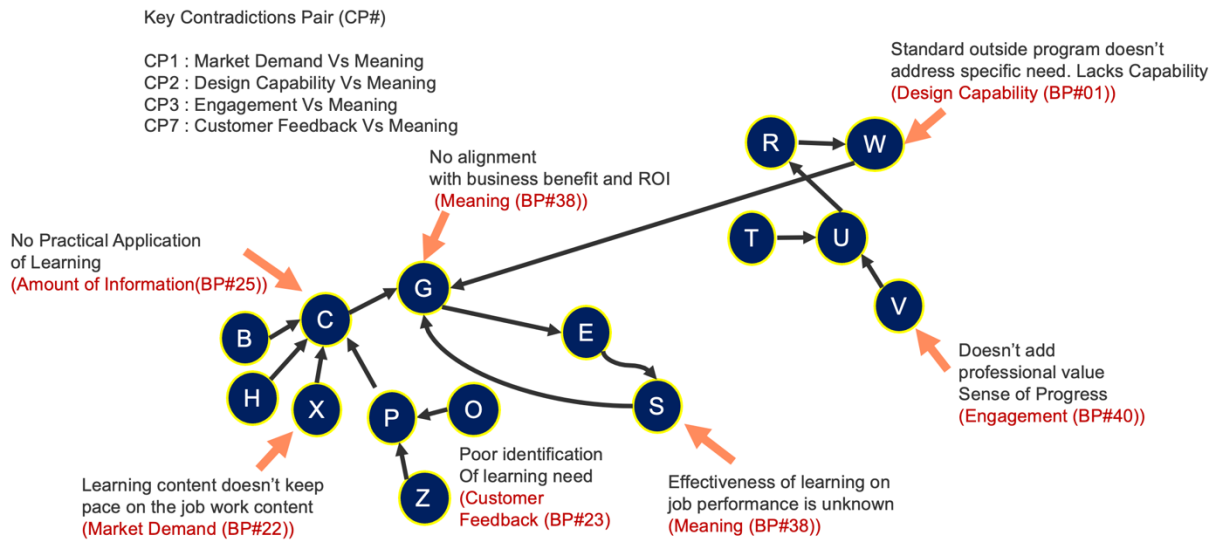 Key Contradictions Pair (CP#)
CP1 : Market Demand Vs Meaning
CP2 : Design Capability Vs Meaning
CP3 : Engagement Vs Meaning
CP7 : Customer Feedback Vs Meaning
Standard outside program doesn't
address specific need. Lacks Capability
(Design Capability (BP#01))
R
W
No alignment
with business benefit and ROI
(Meaning (BP#38))
No Practical Application
of Learning
(Amount of Information(BP#25))
T
U
G
V
B
C
E
H
X
P
O
S
Z
Doesn't add
professional value
Sense of Progress
(Engagement (BP#40))
Poor identification
Of learning need
(Customer
Feedback (BP#23)
Learning content doesn't keep
pace on the job work content
(Market Demand (BP#22))
Effectiveness of learning on
job performance is unknown
(Meaning (BP#38))